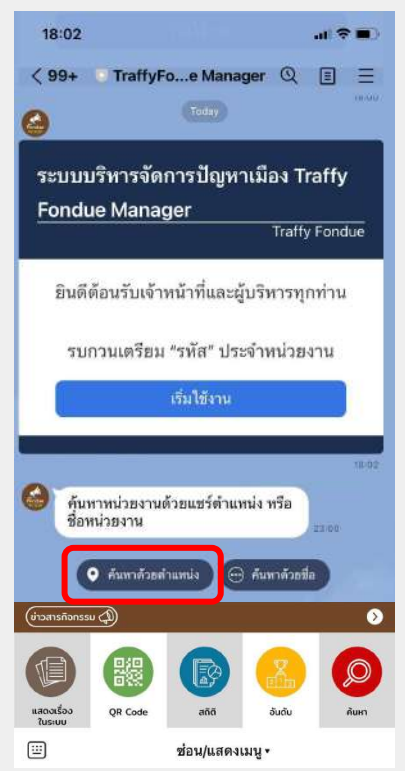 18:02
99+ TraffyFo...e Manager
Today
18:00
ระบบบริหารจัดการปัญหาเมือง Traffy
Fondue Manager
Traffy Fondue
ยินดีต้อนรับเจ้าหน้าที่และผู้บริหารทุกท่าน
รบกวนเตรียม “รหัส” ประจำหน่วยงาน
เริ่มใช้งาน
18:02
ค้นหาหน่วยงานด้วยแชร์ตำแหน่ง หรือ
ชื่อหน่วยงาน
23:00
ค้นหาด้วยตำแหน่ง
ค้นหาด้วยชื่อ
ข่าวสารกิจกรรม
แสดงเรื่อง
ในระบบ
QR Code
สถิติ
อันดับ
ค้นหา
ซ่อน/แสดงเมนู